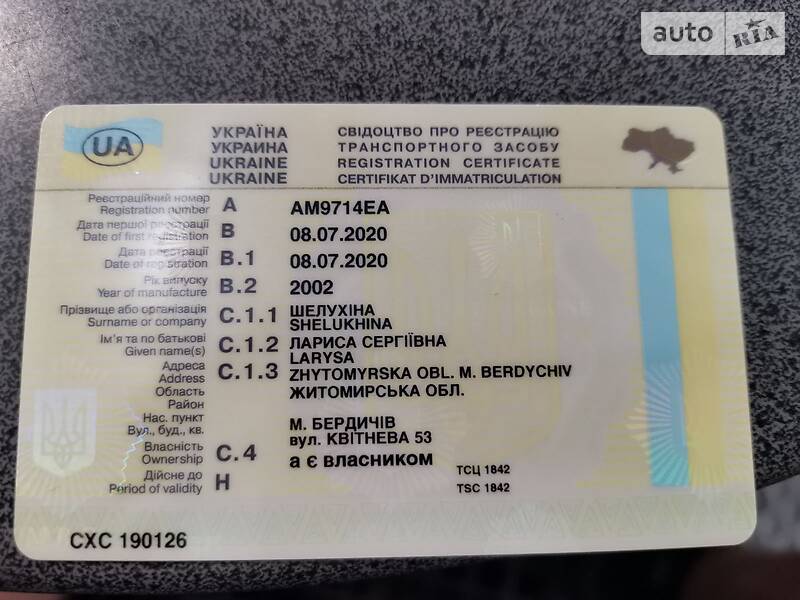 auto RIA
UA
УКРАЇНА СВІДОЦТВО ПРО РЕЄСТРАЦІЮ
УКРАИНА ТРАНСПОРТНОГО ЗАСОБУ
UKRAINE REGISTRATION CERTIFICATE
UKRAINE CERTIFIKAT D'IMMATRICULATION
Реєстраційний номер
Registration number A AM9714EA
Дата першої реєстрації
Date of first registration B 08.07.2020
Дата реєстрації
Date of registration B.1 08.07.2020
Рік випуску
Year of manufacture B.2 2002
Прізвище або організація C.1.1 ШЕЛУХІНА
Surname or company SHELUKHINA
Ім'я та по батькові C.1.2 ЛАРИСА СЕРГІЇВНА
Given name(s) LARYSA
Адреса C.1.3 ZHYTOMYRSKA OBL. M. BERDYCHIV
Address
Область ЖИТОМИРСЬКА ОБЛ.
Район
Нас. пункт М. БЕРДИЧІВ
Вул., буд., кв. вул. КВІТНЕВА 53
Власність C.4 а є власником
Ownership
Дійсне до H ТСЦ 1842
Period of validity TSC 1842
СХС 190126